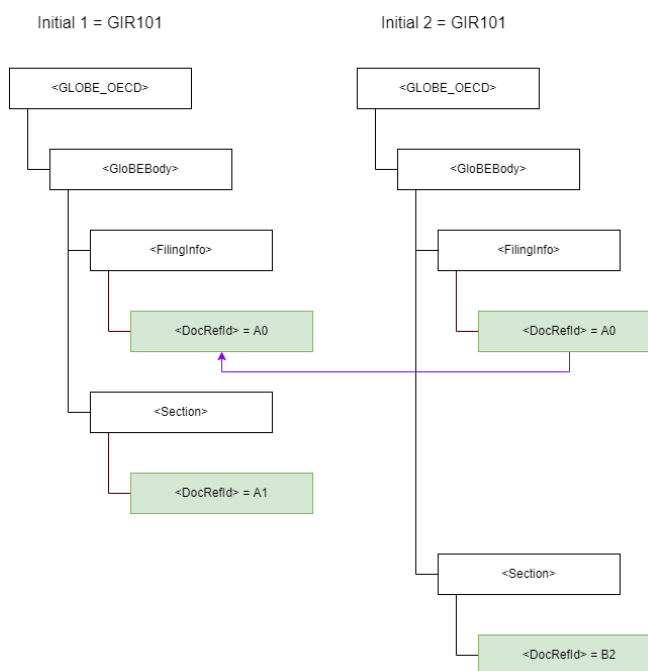 Initial 1 = GIR101
Initial 2 = GIR101
<GLOBE_OECD>
<GLOBE_OECD>
<GloBEBody>
<GloBEBody>
<FilingInfo>
<FilingInfo>
<DocRefId> = A0
<DocRefId> = A0
<Section>
<DocRefId> = A1
<Section>
<DocRefId> = B2